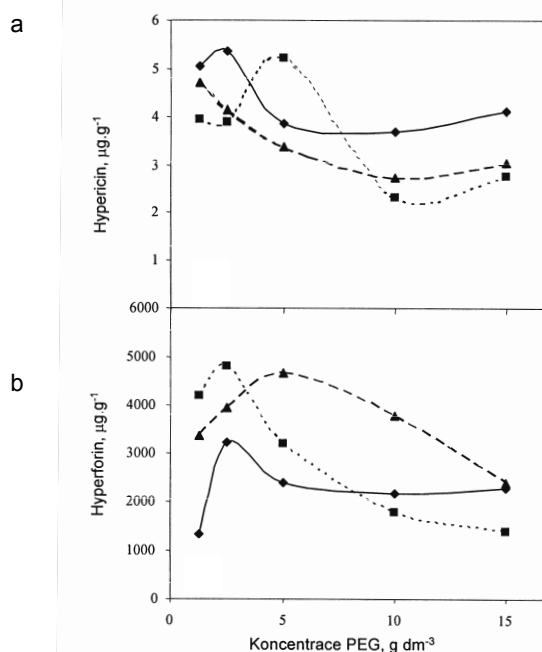 a
6
5
4
3
2
1
Hypericin, µg.g-1
6000
b
5000
4000
3000
2000
1000
0
Hyperforin, µg.g-1
0 5 10 15
Koncentrace PEG, g dm-3